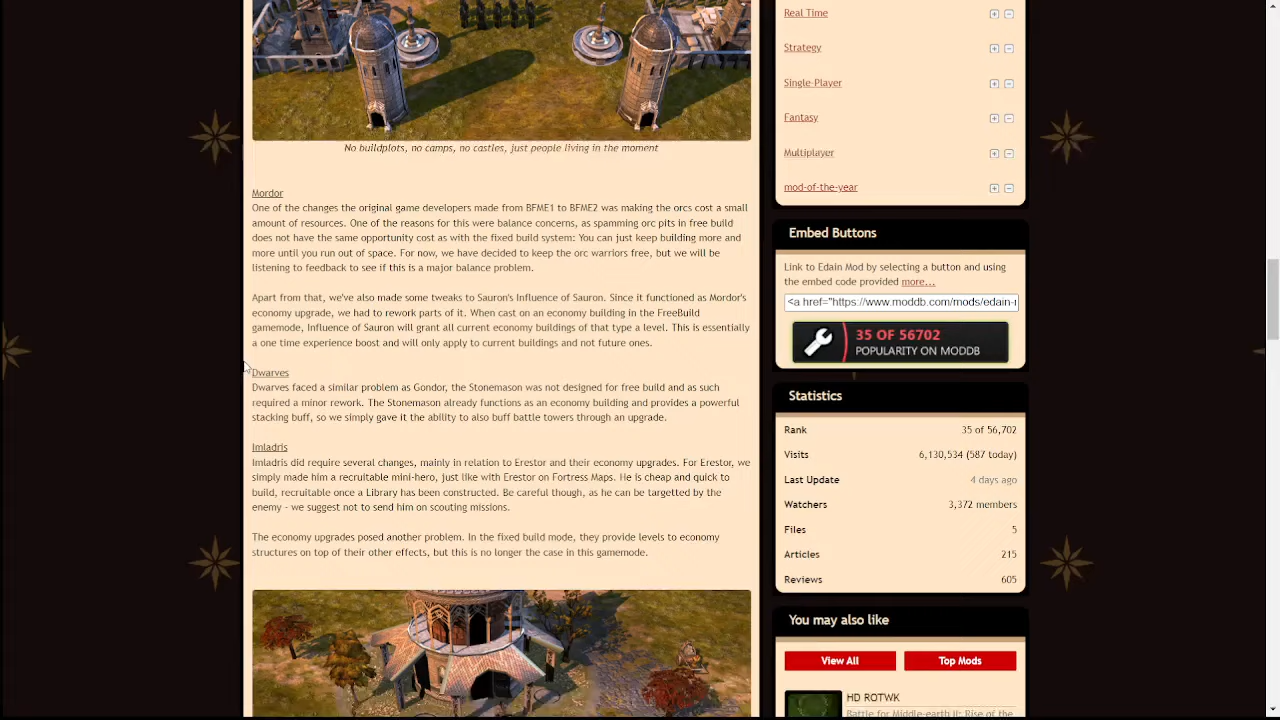 No buildplots, no camps, no castles, just people living in the moment
Mordor
One of the changes the original game developers made from BFME1 to BFME2 was making the orcs cost a small
amount of resources. One of the reasons for this were balance concerns, as spamming orc pits in free build
does not have the same opportunity cost as with the fixed build system: You can just keep building more and
more until you run out of space. For now, we have decided to keep the orc warriors free, but we will be
listening to feedback to see if this is a major balance problem.
Apart from that, we've also made some tweaks to Sauron's Influence of Sauron. Since it functioned as Mordor's
economy upgrade, we had to rework parts of it. When cast on an economy building in the FreeBuild
gamemode, Influence of Sauron will grant all current economy buildings of that type a level. This is essentially
a one time experience boost and will only apply to current buildings and not future ones.
Dwarves
Dwarves faced a similar problem as Gondor, the Stonemason was not designed for free build and as such
required a minor rework. The Stonemason already functions as an economy building and provides a powerful
stacking buff, so we simply gave it the ability to also buff battle towers through an upgrade.
Imladris
Imladris did require several changes, mainly in relation to Erestor and their economy upgrades. For Erestor, we
simply made him a recruitable mini-hero, just like with Erestor on Fortress Maps. He is cheap and quick to
build, recruitable once a Library has been constructed. Be careful though, as he can be targetted by the
enemy - we suggest not to send him on scouting missions.
The economy upgrades posed another problem. In the fixed build mode, they provide levels to economy
structures on top of their other effects, but this is no longer the case in this gamemode.
Real Time
Strategy
Single-Player
Fantasy
Multiplayer
mod-of-the-year
Embed Buttons
Link to Edain Mod by selecting a button and using
the embed code provided more...
<a href="https://www.moddb.com/mods/edain-
35 OF 56702
POPULARITY ON MODDB
Statistics
Rank 35 of 56,702
Visits 6,130,534 (587 today)
Last Update 4 days ago
Watchers 3,372 members
Files 5
Articles 215
Reviews 605
You may also like
View All Top Mods
HD ROTWK
Battle for Middle-earth II: Rise of the